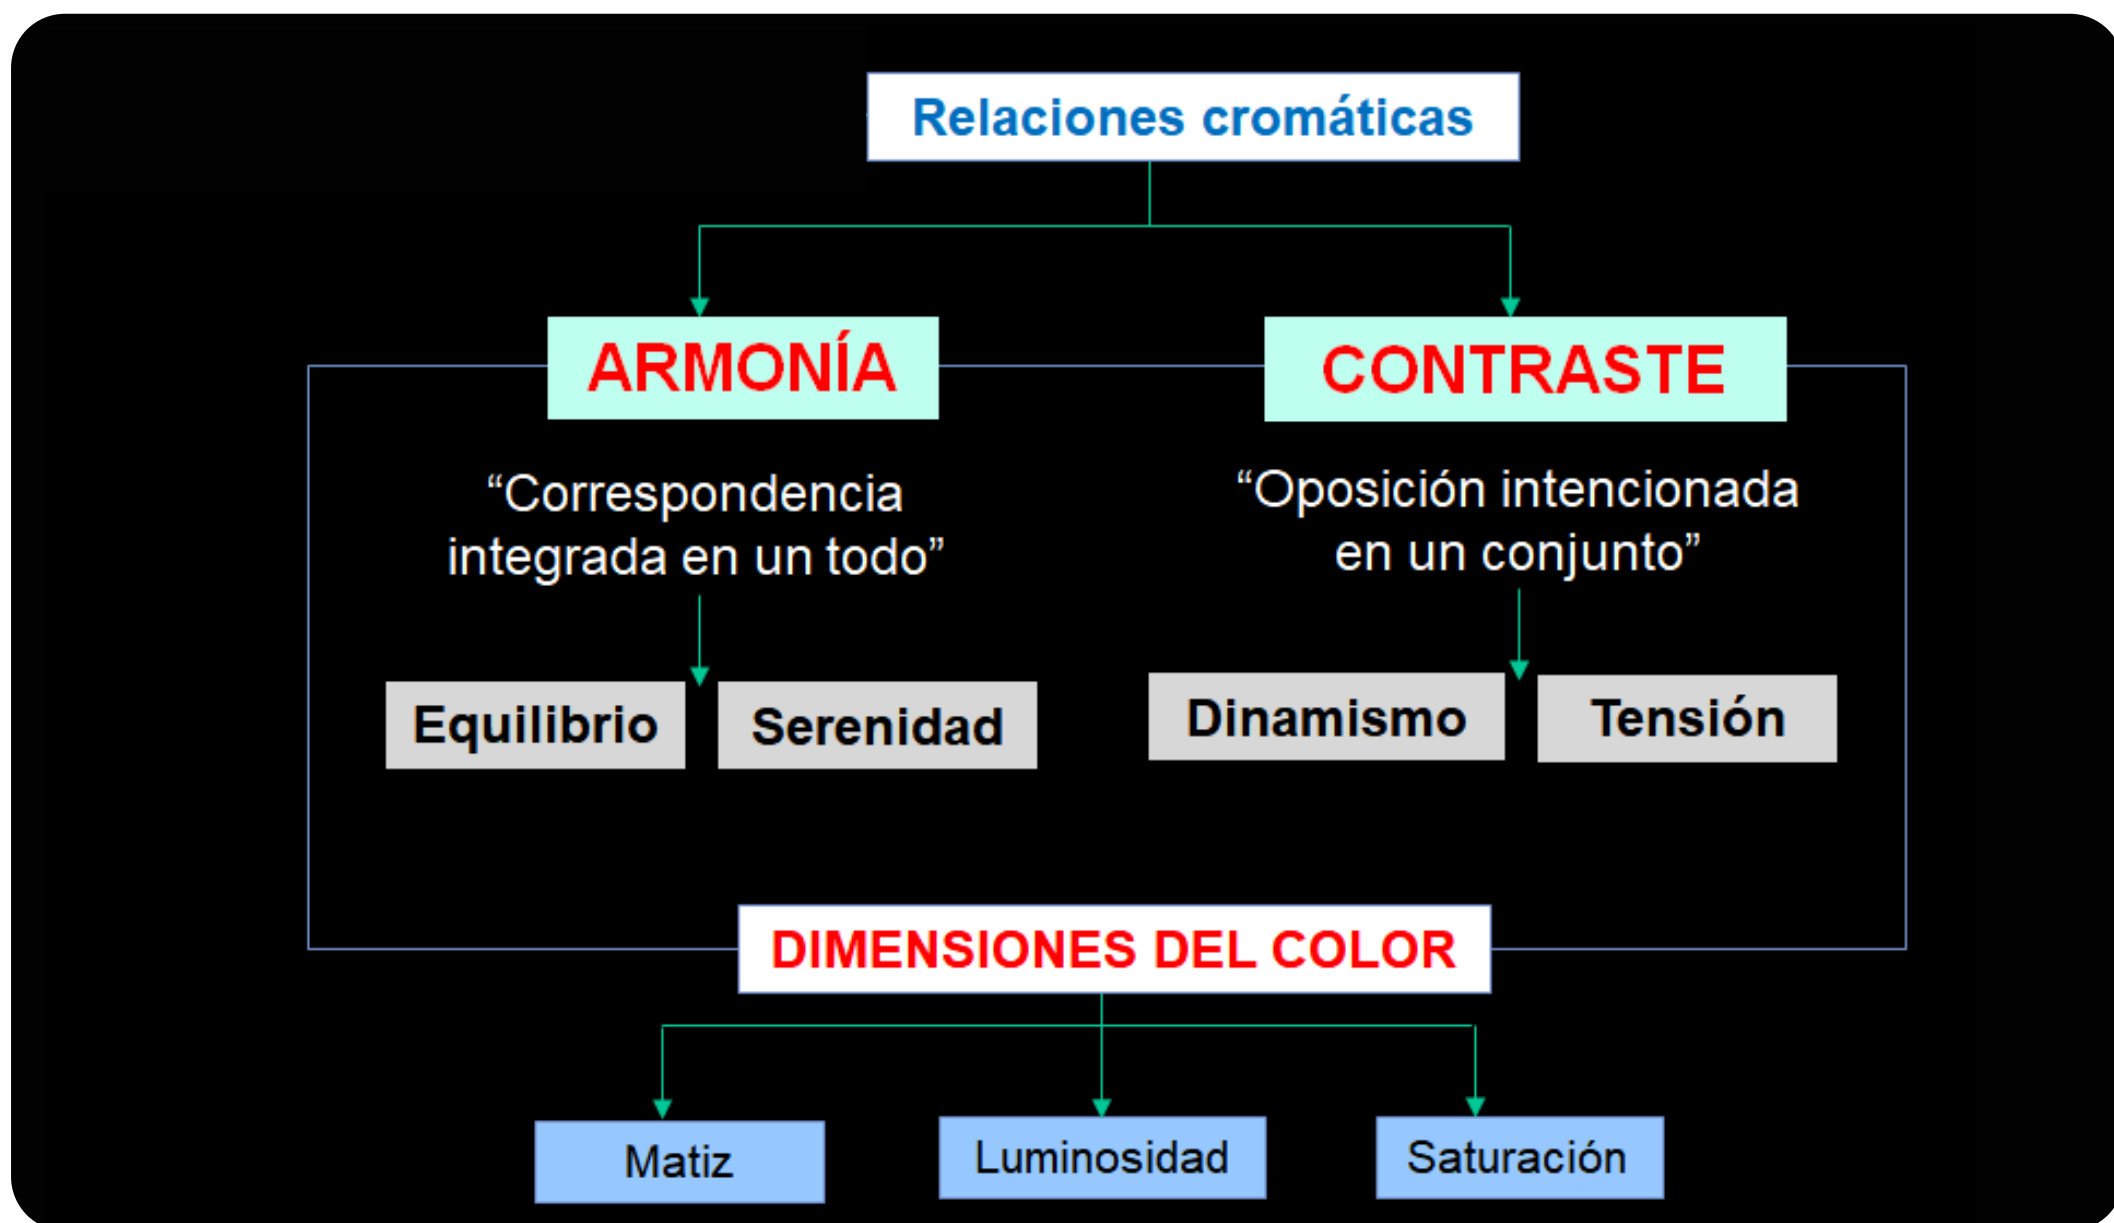 Relaciones cromáticas
ARMONÍA
“Correspondencia
integrada en un todo”
Equilibrio
Serenidad
CONTRASTE
“Oposición intencionada
en un conjunto”
Dinamismo
Tensión
DIMENSIONES DEL COLOR
Matiz
Luminosidad
Saturación